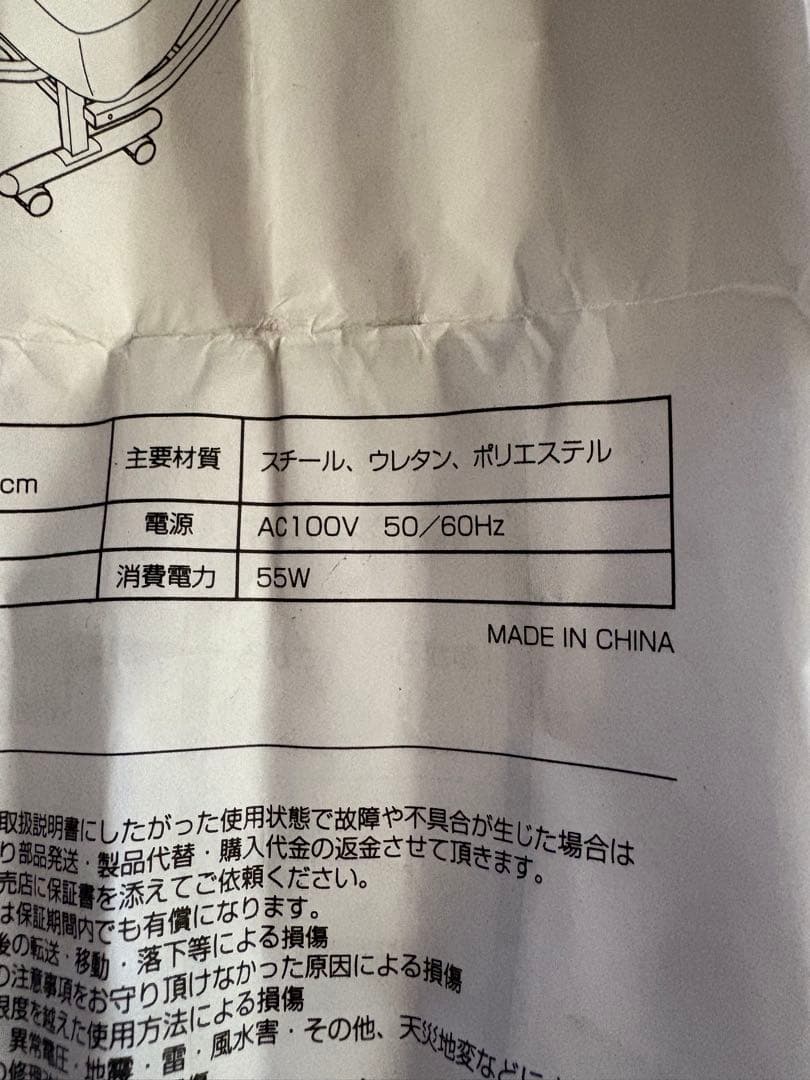 主要材質 スチール、ウレタン、ポリエステル
cm
電源 AC100V 50／60Hz
消費電力 55W
MADE IN CHINA
取扱説明書にしたがった使用状態で故障や不具合が生じた場合は
り部品発送・製品代替・購入代金の返金させて頂きます。
売店に保証書を添えてご依頼ください。
は保証期間内でも有償になります。
後の転送・移動・落下等による損傷
の注意事項をお守り頂けなかった原因による損傷
限度を越えた使用方法による損傷
異常電圧・地震・雷・風水害・その他、天災地変などに